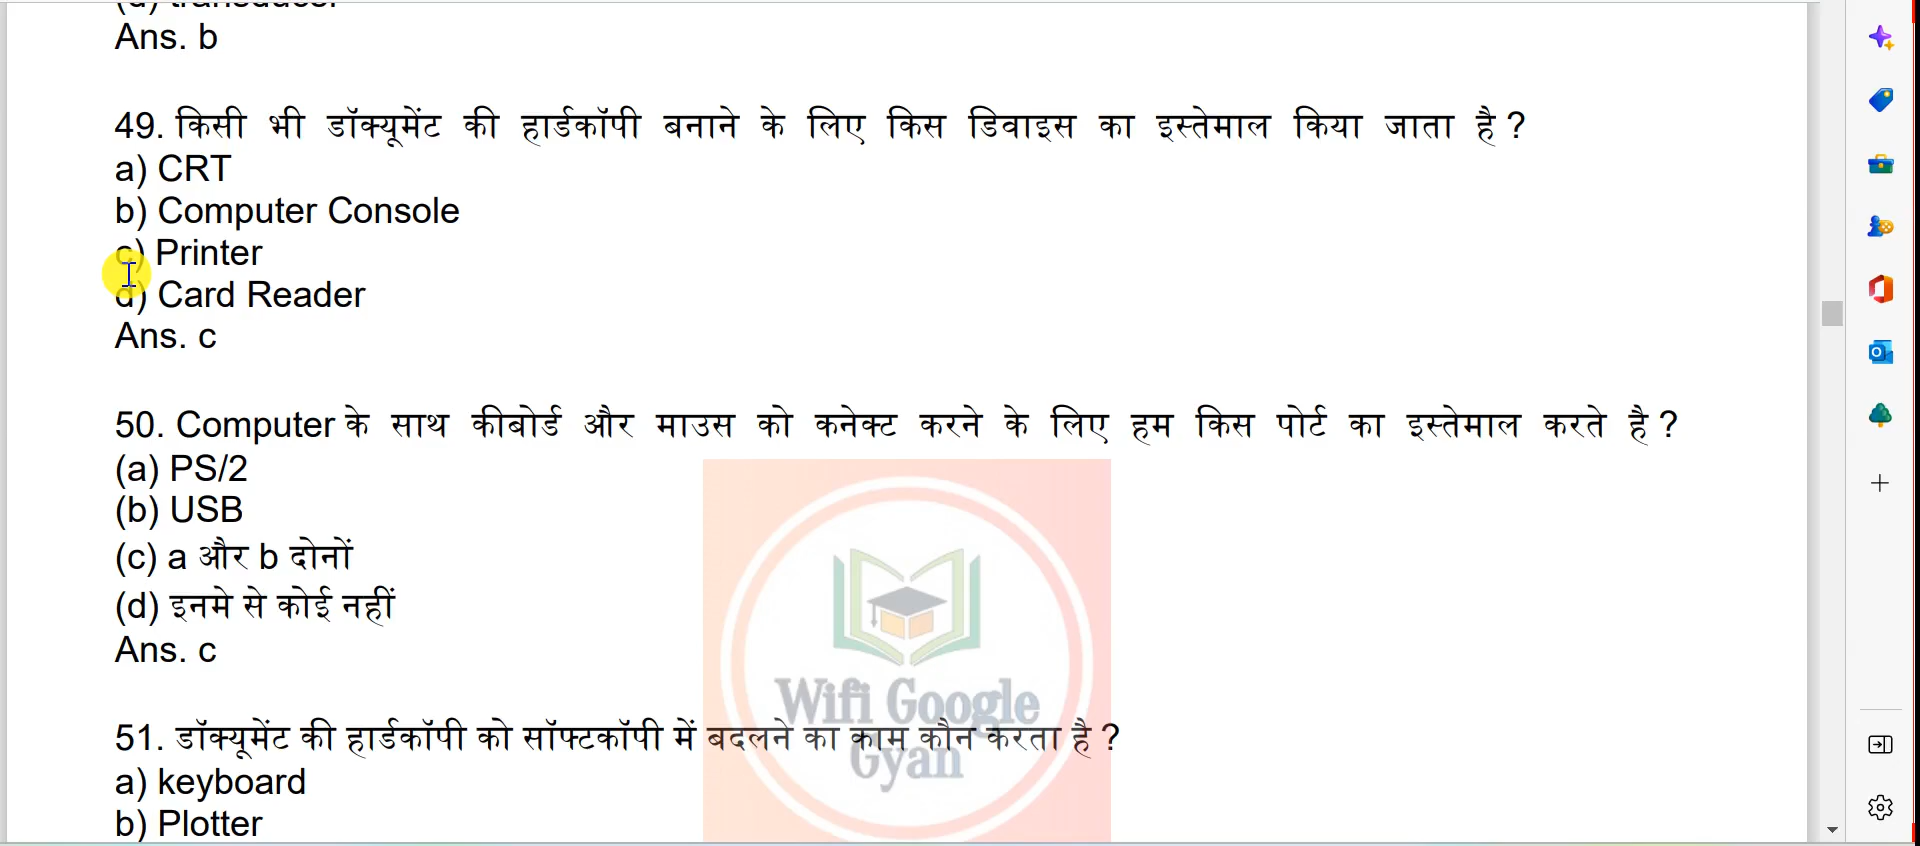 Ans. b
49. किसी भी डॉक्यूमेंट की हार्डकॉपी बनाने के लिए किस डिवाइस का इस्तेमाल किया जाता है ?
a) CRT
b) Computer Console
c) Printer
d) Card Reader
Ans. c
50. Computer के साथ कीबोर्ड और माउस को कनेक्ट करने के लिए हम किस पोर्ट का इस्तेमाल करते है ?
(a) PS/2
(b) USB
(c) a और b दोनों
(d) इनमे से कोई नहीं
Ans. c
51. डॉक्यूमेंट की हार्डकॉपी को सॉफ्टकॉपी में बदलने का काम कौन करता है ?
a) keyboard
b) Plotter
Wifi Google
Gyan